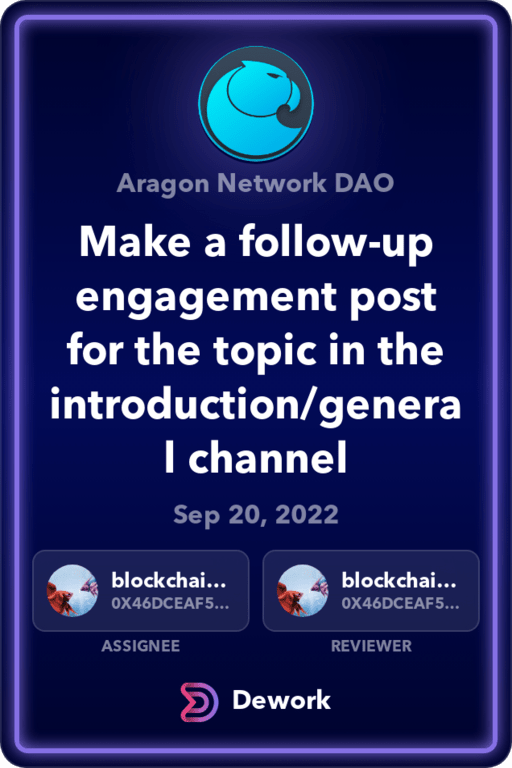 Aragon Network DAO
Make a follow-up
engagement post
for the topic in the
introduction/genera
l channel
Sep 20, 2022
blockchai...
0X46DCEAF5...
blockchai...
0X46DCEAF5...
ASSIGNEE
REVIEWER
Dework